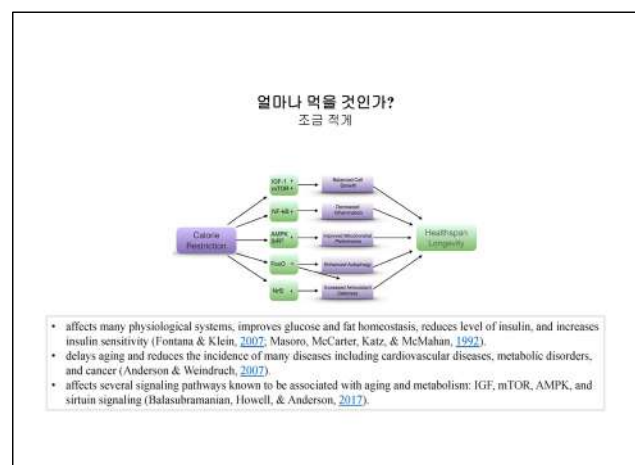 얼마나 먹을 것인가?
조금 적게
IGF-1
mTOR
Balanced Cell
Growth
NF-kB
Decreased
Inflammation
Calorie
Restriction
AMPK
Improved Mitochondrial
Healthspan
Longevity
FoxO
Enhanced Autophagy
Nrf2
Increased Antioxidant
• affects many physiological systems, improves glucose and fat homeostasis, reduces level of insulin, and increases
insulin sensitivity (Fontana & Klein, 2007; Masoro, McCarter, Katz, & McMahan, 1992).
• delays aging and reduces the incidence of many diseases including cardiovascular diseases, metabolic disorders,
and cancer (Anderson & Weindruch, 2007).
• affects several signaling pathways known to be associated with aging and metabolism: IGF, mTOR, AMPK, and
sirtuin signaling (Balasubramanian, Howell, & Anderson, 2017).